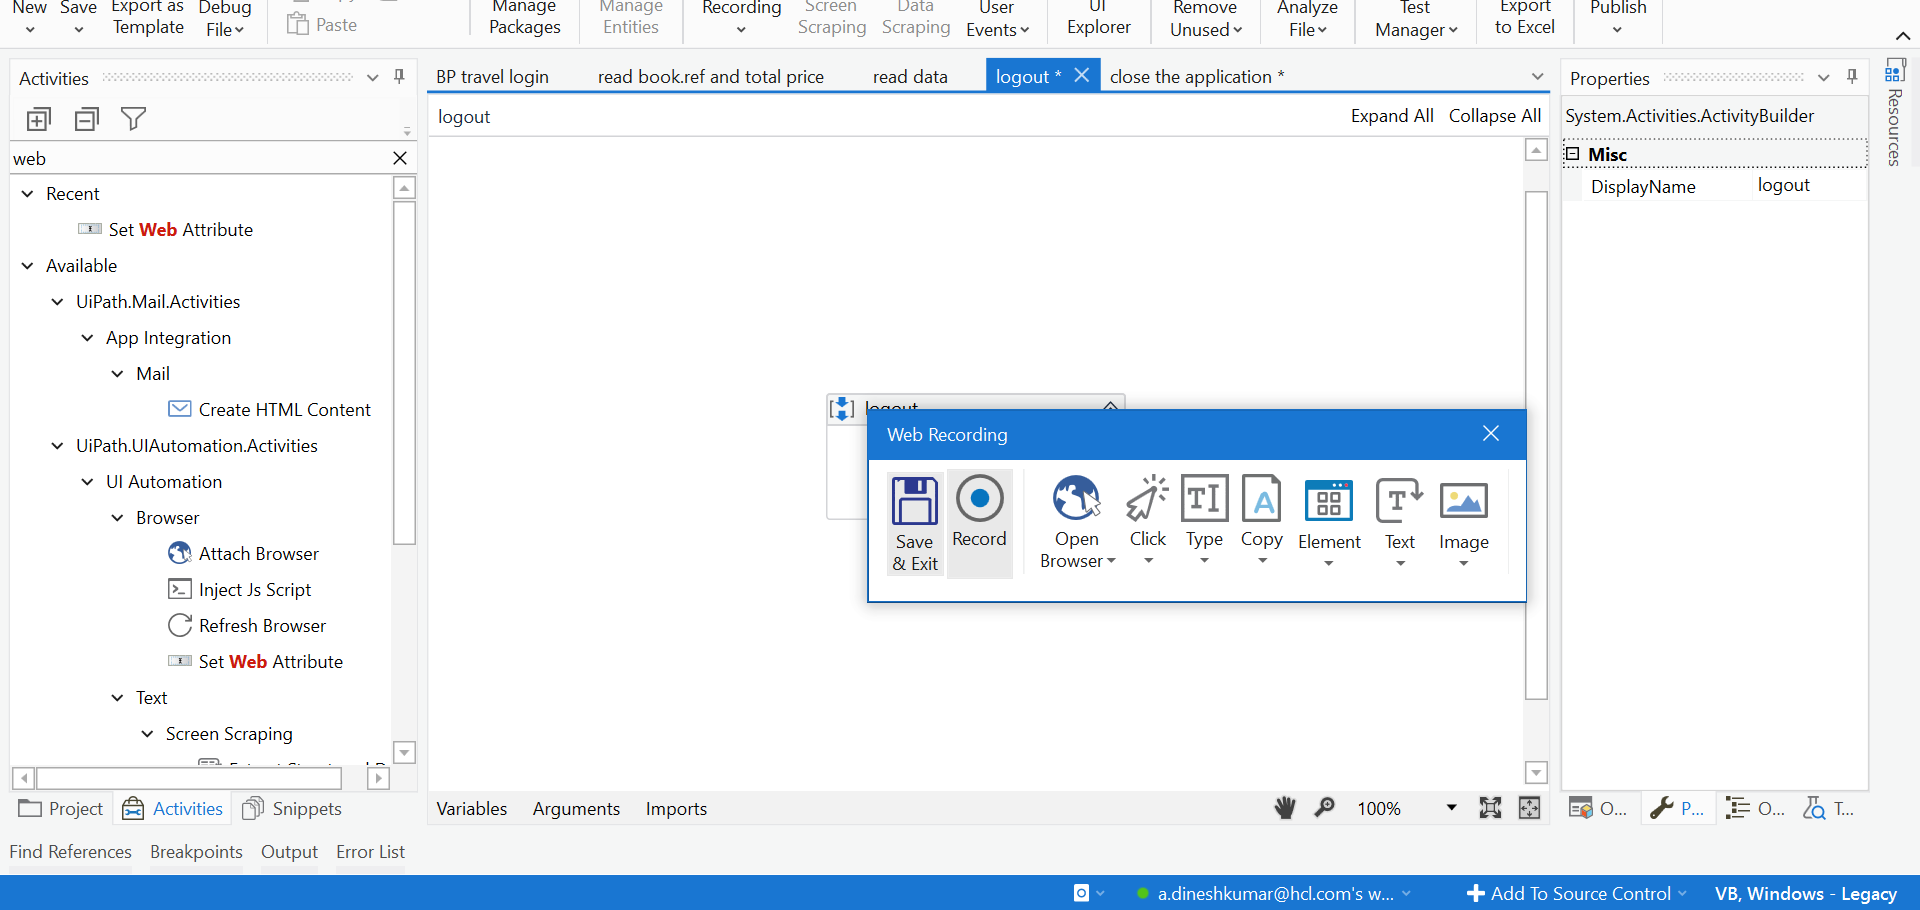 New
Save
Export as
Template
Debug
File
Paste
Manage
Packages
Manage
Entities
Recording
Screen
Scraping
Data
Scraping
User
Events
UI
Explorer
Remove
Unused
Analyze
File
Test
Manager
Export
to Excel
Publish
Activities
web
Recent
Set Web Attribute
Available
UiPath.Mail.Activities
App Integration
Mail
Create HTML Content
UiPath.UIAutomation.Activities
UI Automation
Browser
Attach Browser
Inject Js Script
Refresh Browser
Set Web Attribute
Text
Screen Scraping
Project
Activities
Snippets
BP travel login
read book.ref and total price
read data
logout *
close the application *
logout
Expand All
Collapse All
logout
Web Recording
Save
& Exit
Record
Open
Browser
Click
Type
Copy
Element
Text
Image
Variables
Arguments
Imports
100%
Properties
System.Activities.ActivityBuilder
Misc
DisplayName
logout
Resources
O...
P...
O...
T...
Find References
Breakpoints
Output
Error List
a.dineshkumar@hcl.com's w...
Add To Source Control
VB, Windows - Legacy